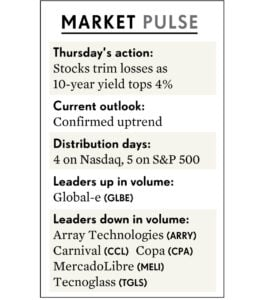 MARKET PULSE
Thursday's action:
Stocks trim losses as
10-year yield tops 4%
Current outlook:
Confirmed uptrend
Distribution days:
4 on Nasdaq, 5 on S&P 500
Leaders up in volume:
Global-e (GLBE)
Leaders down in volume:
Array Technologies (ARRY)
Carnival (CCL) Copa (CPA)
MercadoLibre (MELI)
Tecnoglass (TGLS)